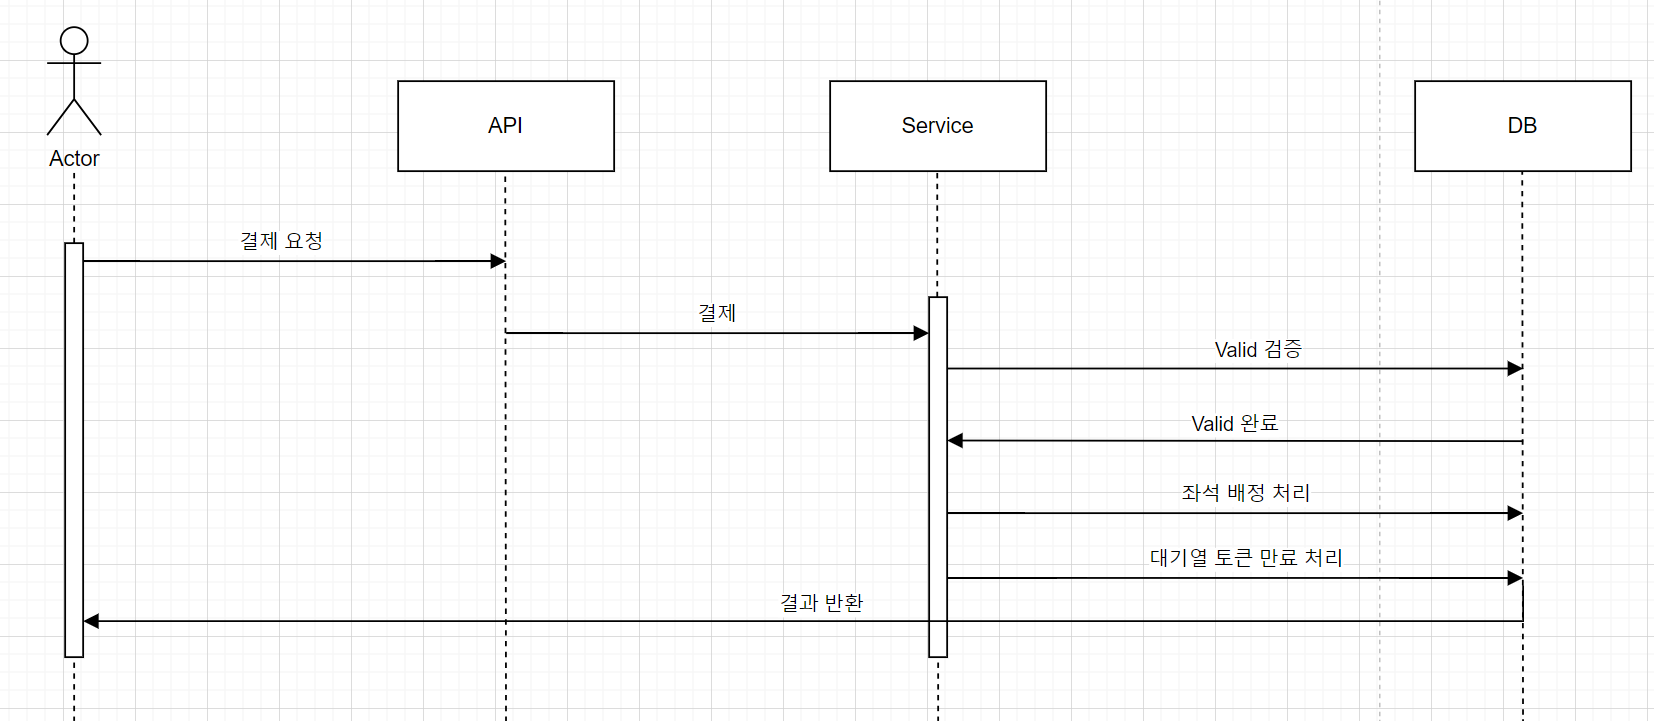 Actor
API
Service
DB
결제 요청
결제
Valid 검증
Valid 완료
좌석 배정 처리
대기열 토큰 만료 처리
결과 반환